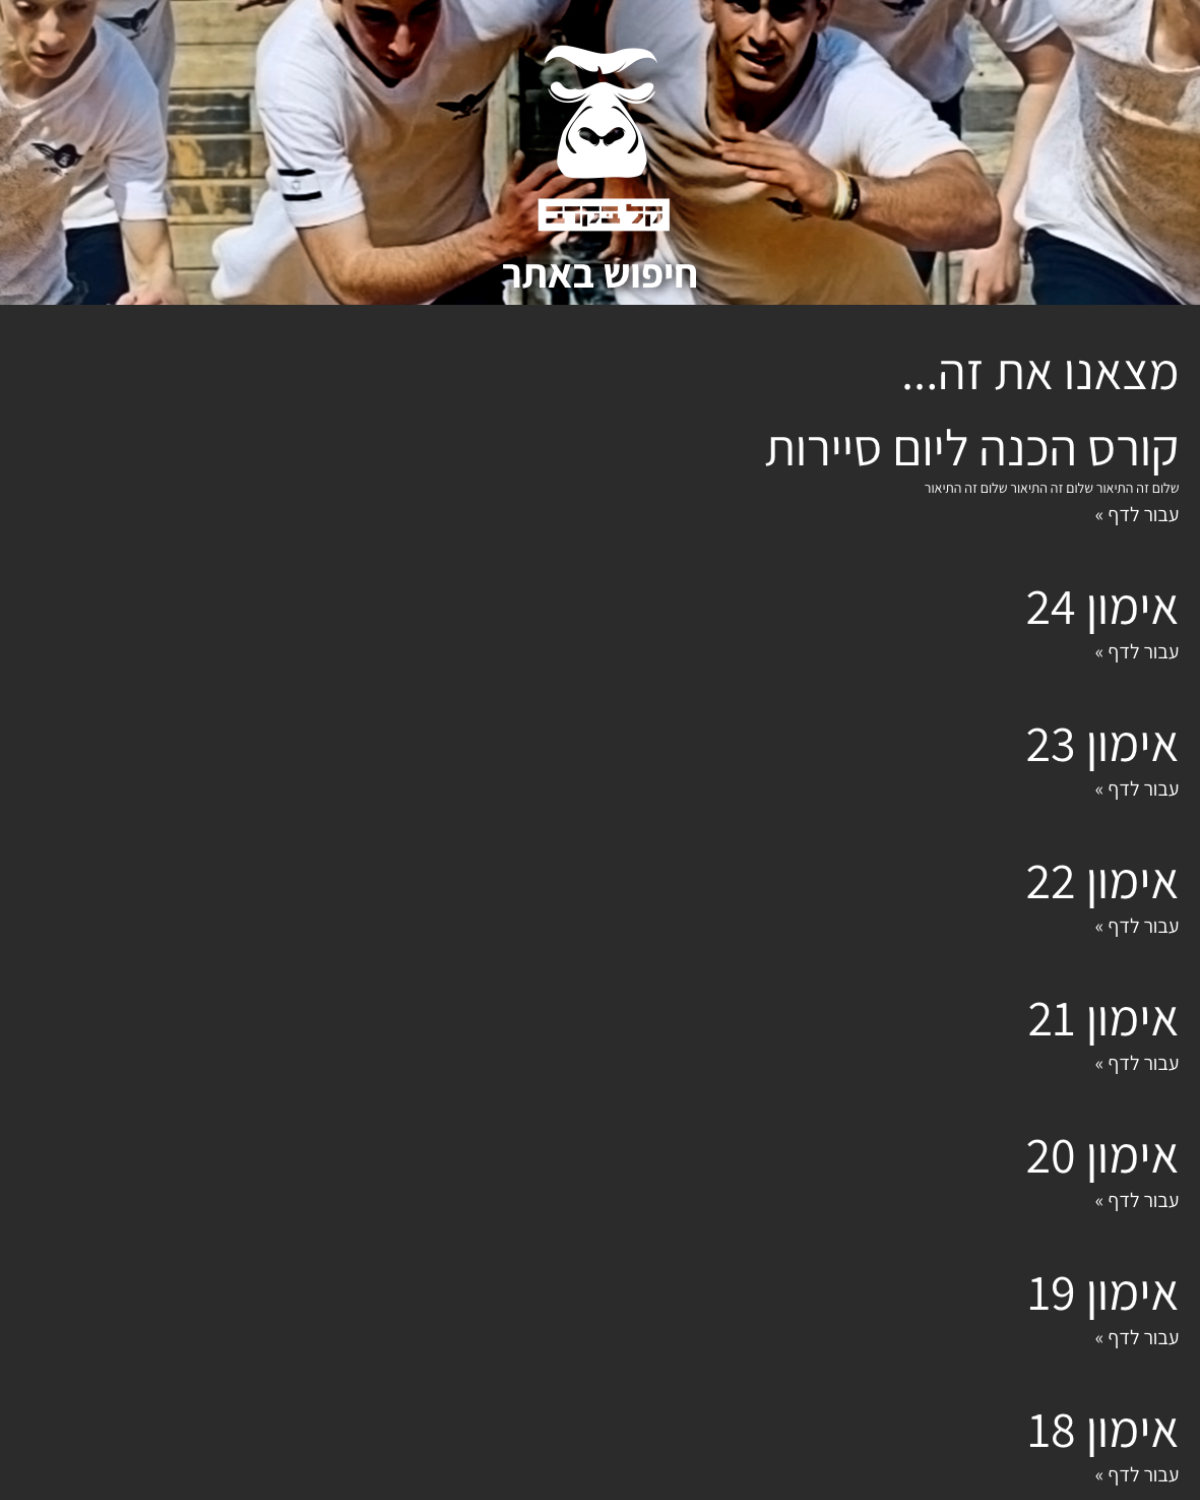 קל בקרב
חיפוש באתר
מצאנו את זה...
קורס הכנה ליום סיירות
שלום זה התיאור שלום זה התיאור שלום זה התיאור
עבור לדף »
אימון 24
עבור לדף »
אימון 23
עבור לדף »
אימון 22
עבור לדף »
אימון 21
עבור לדף »
אימון 20
עבור לדף »
אימון 19
עבור לדף »
אימון 18
עבור לדף »